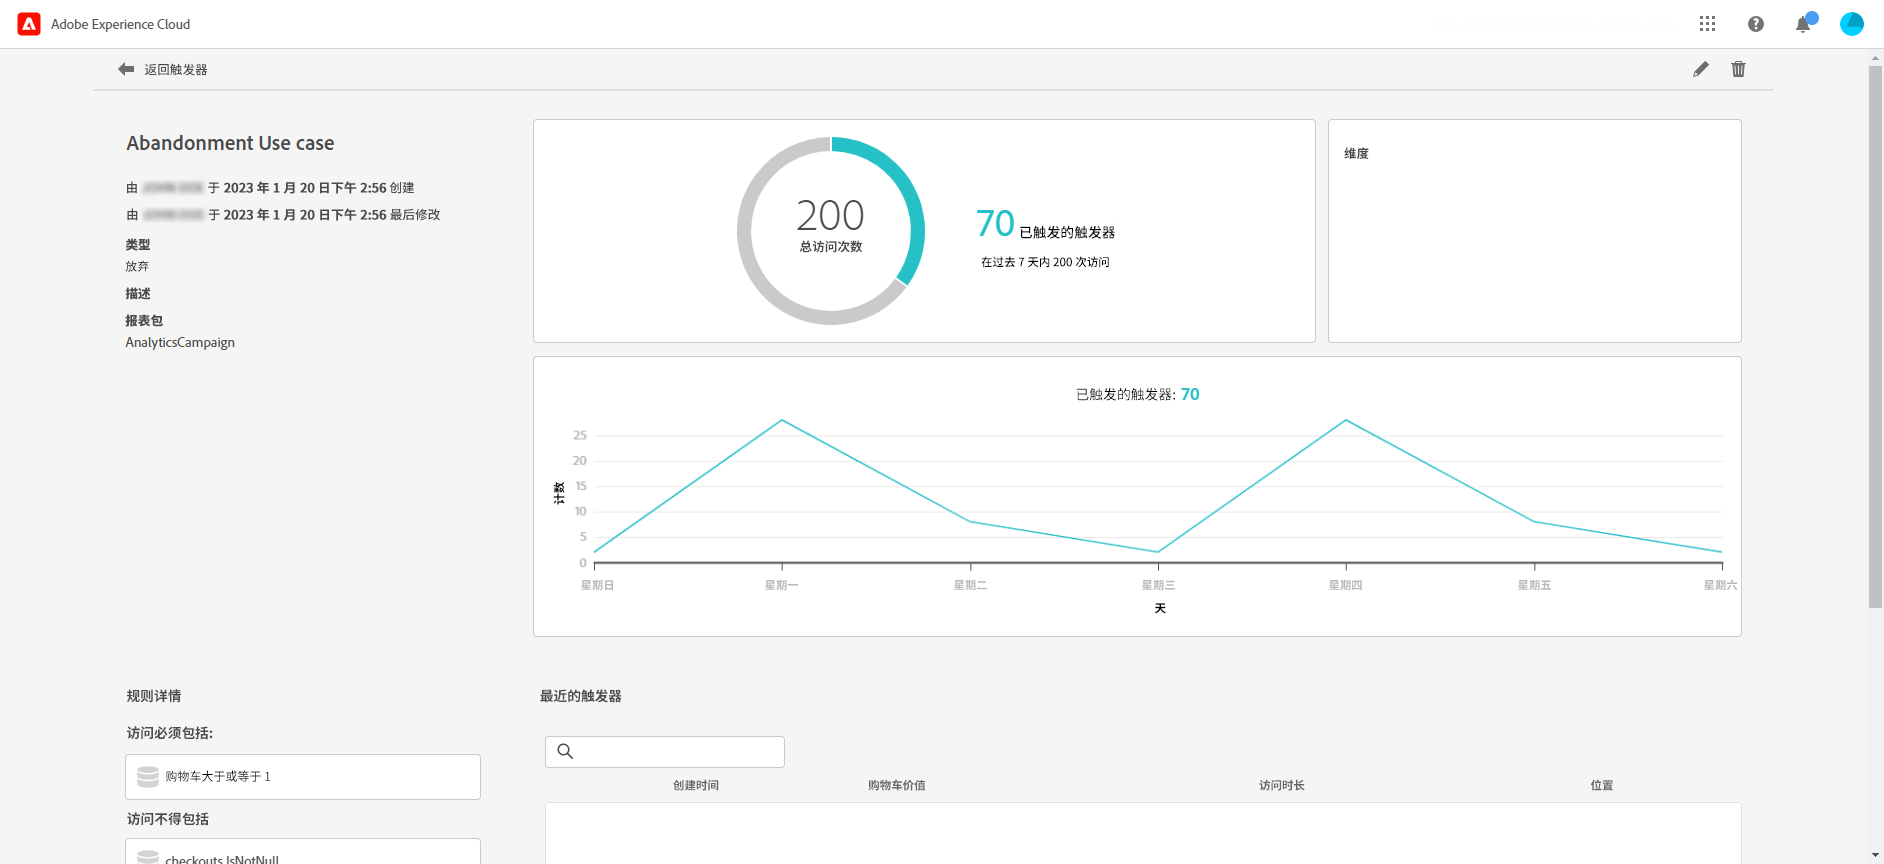 Adobe Experience Cloud
返回触发器
Abandonment Use case
由 于 2023 年 1 月 20 日下午 2:56 创建
由 于 2023 年 1 月 20 日下午 2:56 最后修改
类型
放弃
描述
报表包
AnalyticsCampaign
200
总访问次数
70 已触发的触发器
在过去 7 天内 200 次访问
维度
已触发的触发器: 70
25
20
15
10
5
0
计数
星期日 星期一 星期二 星期三 星期四 星期五 星期六
天
规则详情
访问必须包括:
购物车大于或等于 1
访问不得包括
checkouts IsNotNull
最近的触发器
创建时间 购物车价值 访问时长 位置